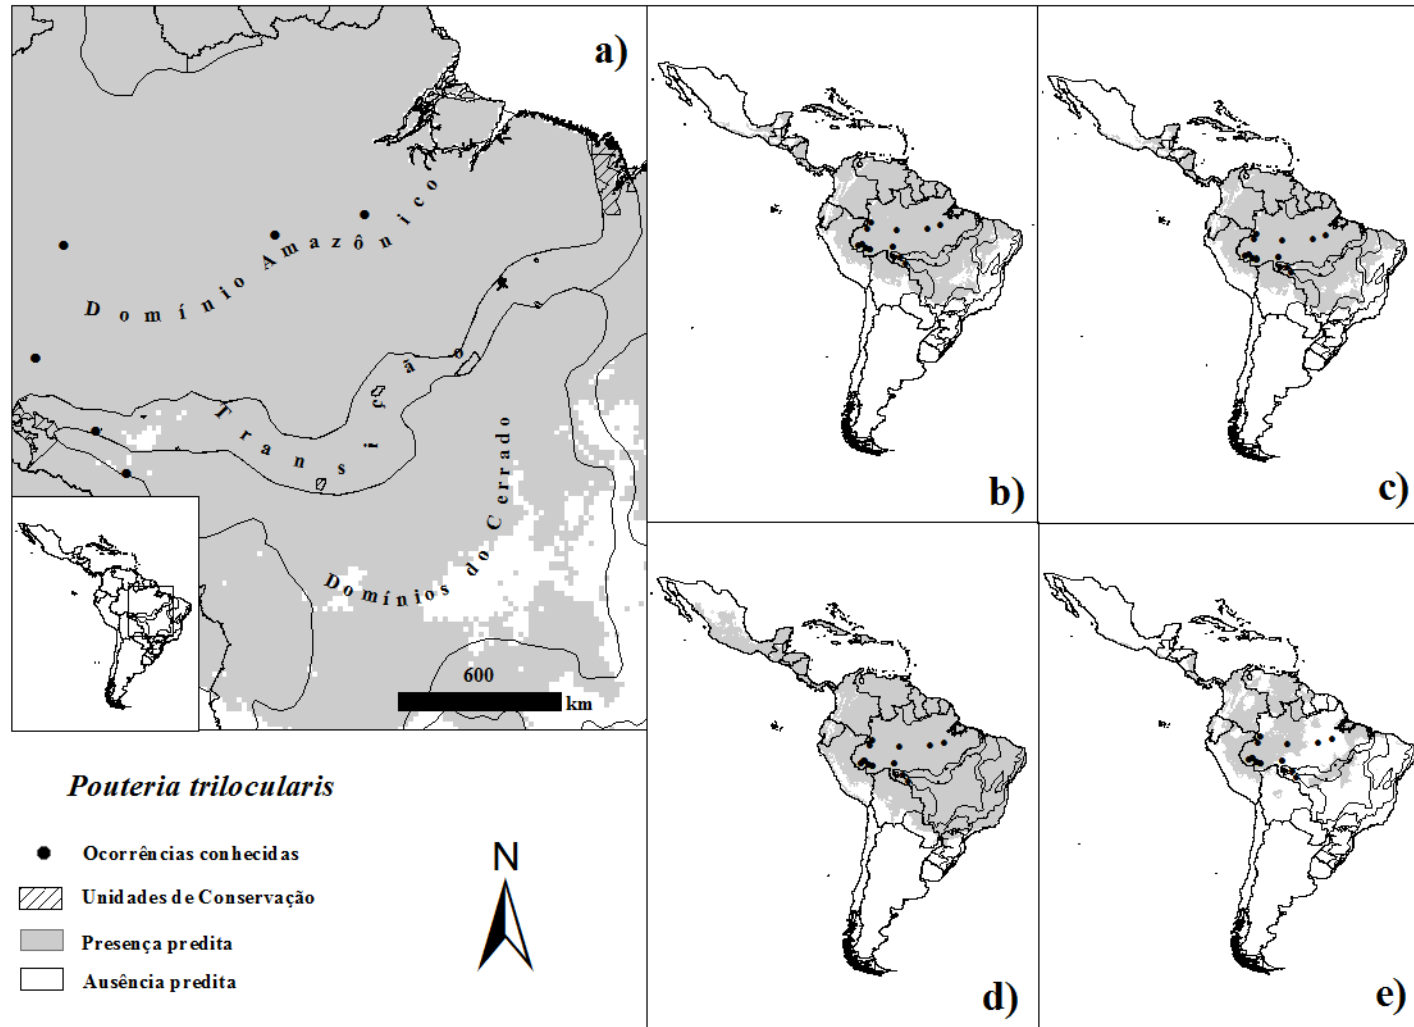 a)
b)
c)
Domínio Amazônico
Transição
Domínios do Cerrado
600
km
d)
e)
Pouteria trilocularis
Ocorrências conhecidas
Unidades de Conservação
Presença predita
Ausência predita
N